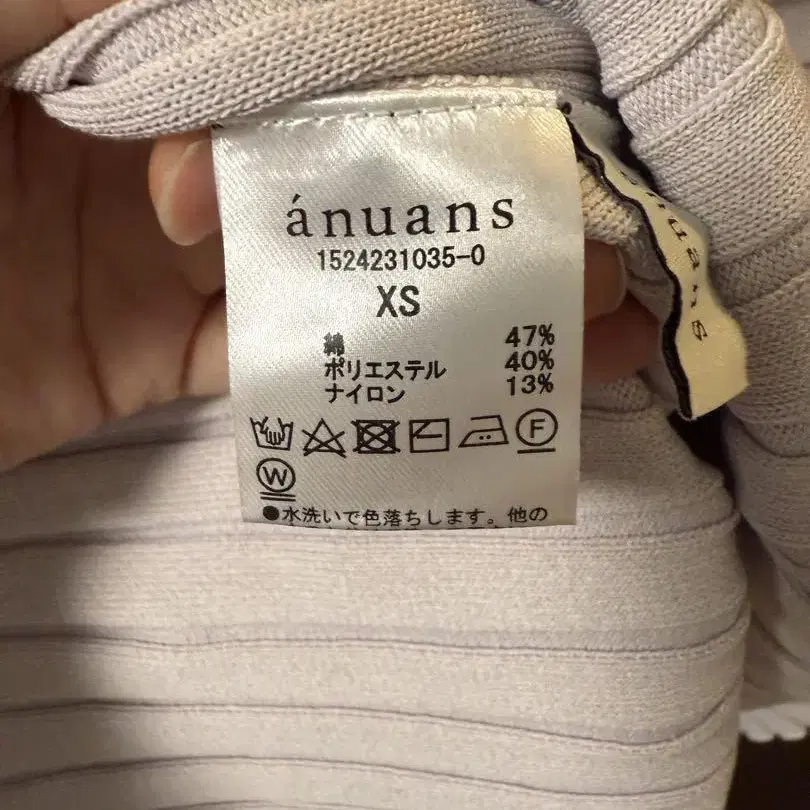 ánuans
1524231035-0
XS
綿 47%
ポリエステル 40%
ナイロン 13%
F
W
●水洗いで色落ちします。他の